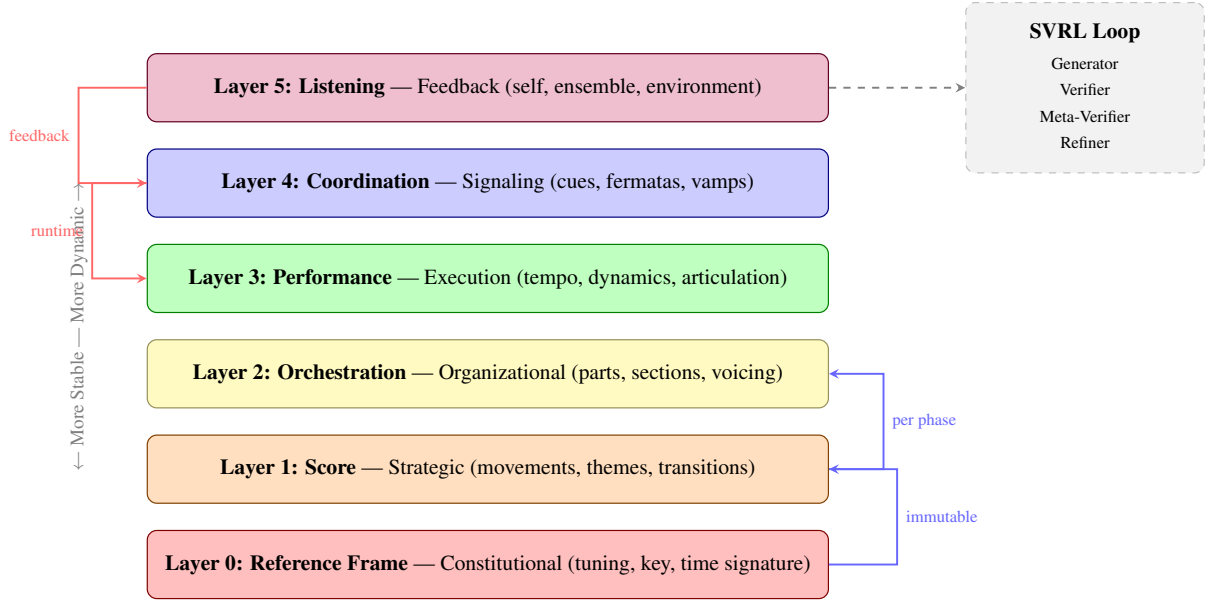 SVRL Loop
Generator
Verifier
Meta-Verifier
Refiner
Layer 5: Listening — Feedback (self, ensemble, environment)
feedback
Layer 4: Coordination — Signaling (cues, fermatas, vamps)
runtime
Layer 3: Performance — Execution (tempo, dynamics, articulation)
← More Stable — More Dynamic →
Layer 2: Orchestration — Organizational (parts, sections, voicing)
per phase
Layer 1: Score — Strategic (movements, themes, transitions)
immutable
Layer 0: Reference Frame — Constitutional (tuning, key, time signature)